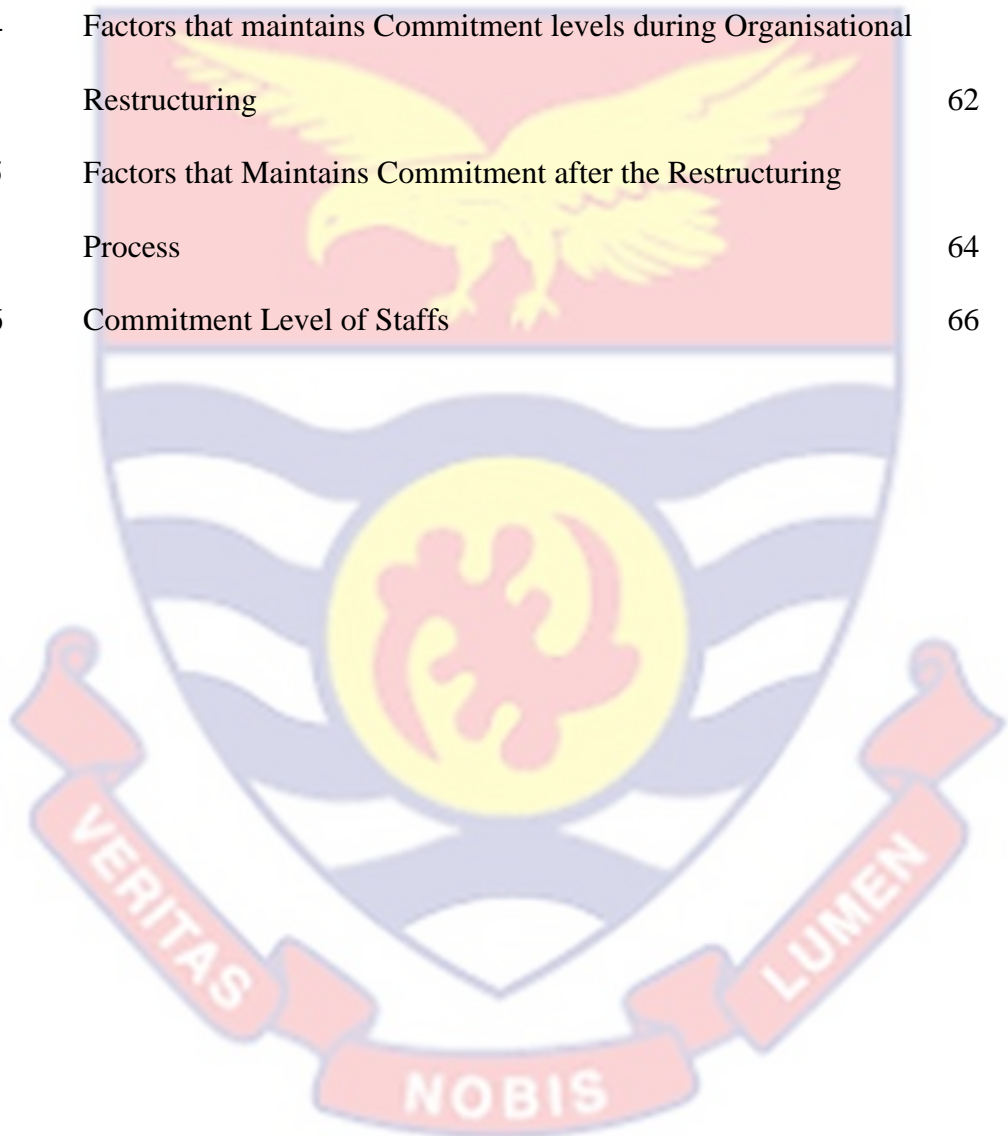 Factors that maintains Commitment levels during Organisational
Restructuring 62
Factors that Maintains Commitment after the Restructuring
Process 64
Commitment Level of Staffs 66
VERITAS
NOBIS
LUMEN